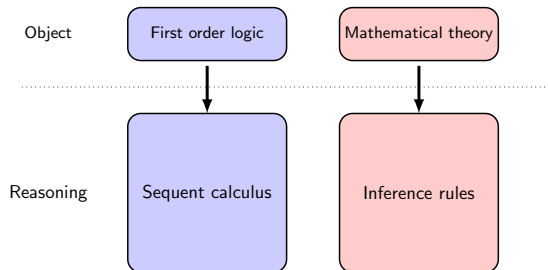 Object
First order logic
Mathematical theory
Reasoning
Sequent calculus
Inference rules